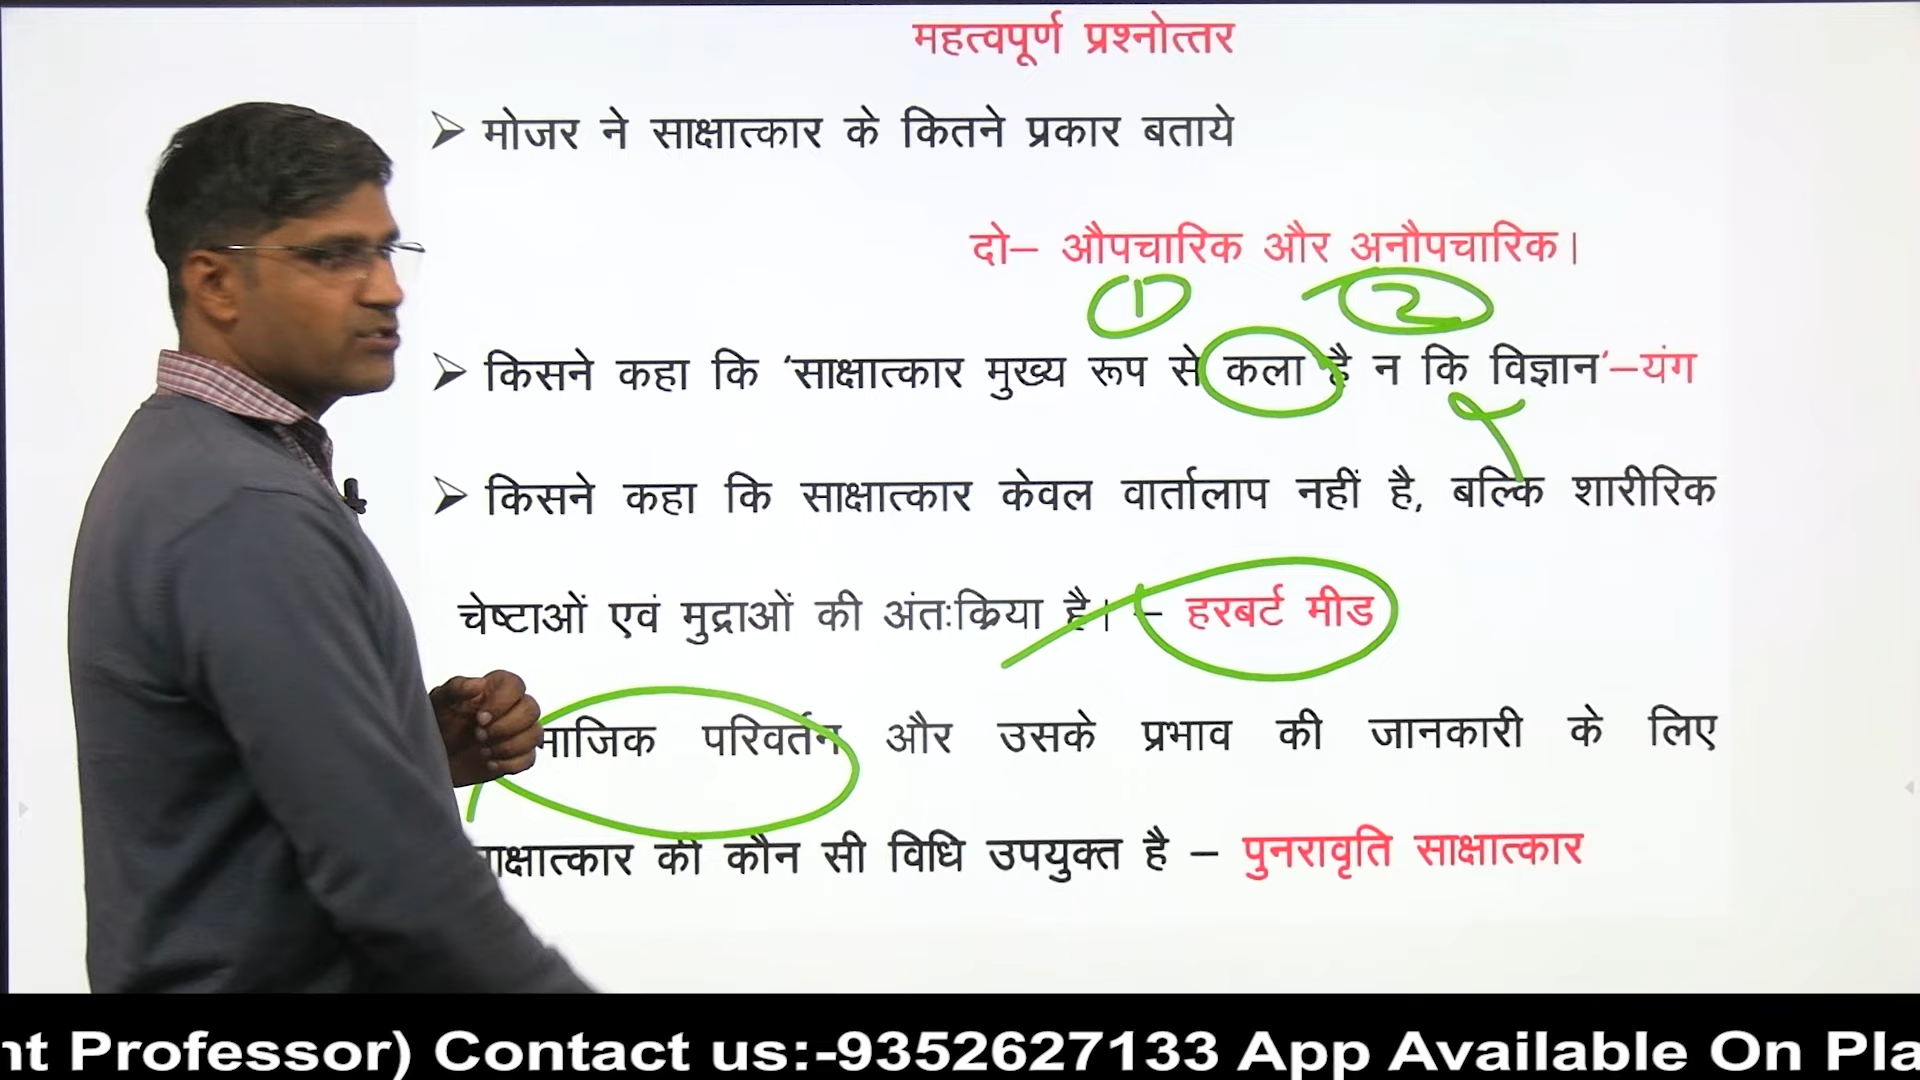 महत्वपूर्ण प्रश्नोत्तर
➢ मोजर ने साक्षात्कार के कितने प्रकार बताये
दो– औपचारिक और अनौपचारिक।
1 2
➢ किसने कहा कि 'साक्षात्कार मुख्य रूप से कला है न कि विज्ञान'–यंग
➢ किसने कहा कि साक्षात्कार केवल वार्तालाप नहीं है, बल्कि शारीरिक
चेष्टाओं एवं मुद्राओं की अंतःक्रिया है। – हरबर्ट मीड
माजिक परिवर्तन और उसके प्रभाव की जानकारी के लिए
ाक्षात्कार की कौन सी विधि उपयुक्त है – पुनरावृति साक्षात्कार
nt Professor) Contact us:-9352627133 App Available On Pla